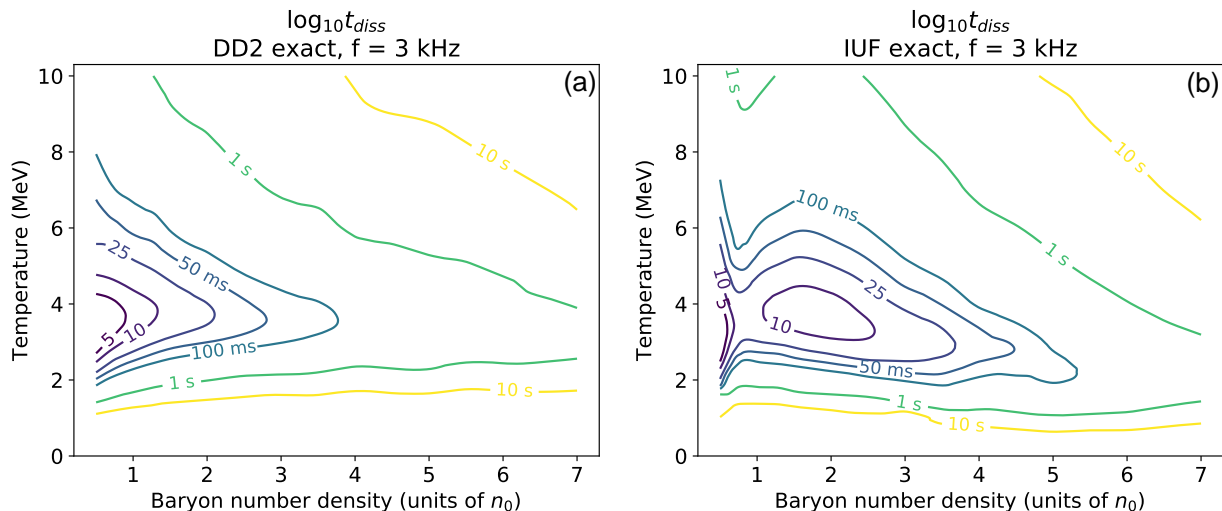 log₁₀t_diss
DD2 exact, f = 3 kHz
(a)
10
8
6
4
2
0
Temperature (MeV)
1 s
10 s
25
50 ms
5
10
100 ms
1 s
10 s
1 2 3 4 5 6 7
Baryon number density (units of n₀)
log₁₀t_diss
IUF exact, f = 3 kHz
(b)
10
8
6
4
2
0
Temperature (MeV)
1 s
10 s
100 ms
1 s
10
5
25
10
50 ms
1 s
10 s
1 2 3 4 5 6 7
Baryon number density (units of n₀)